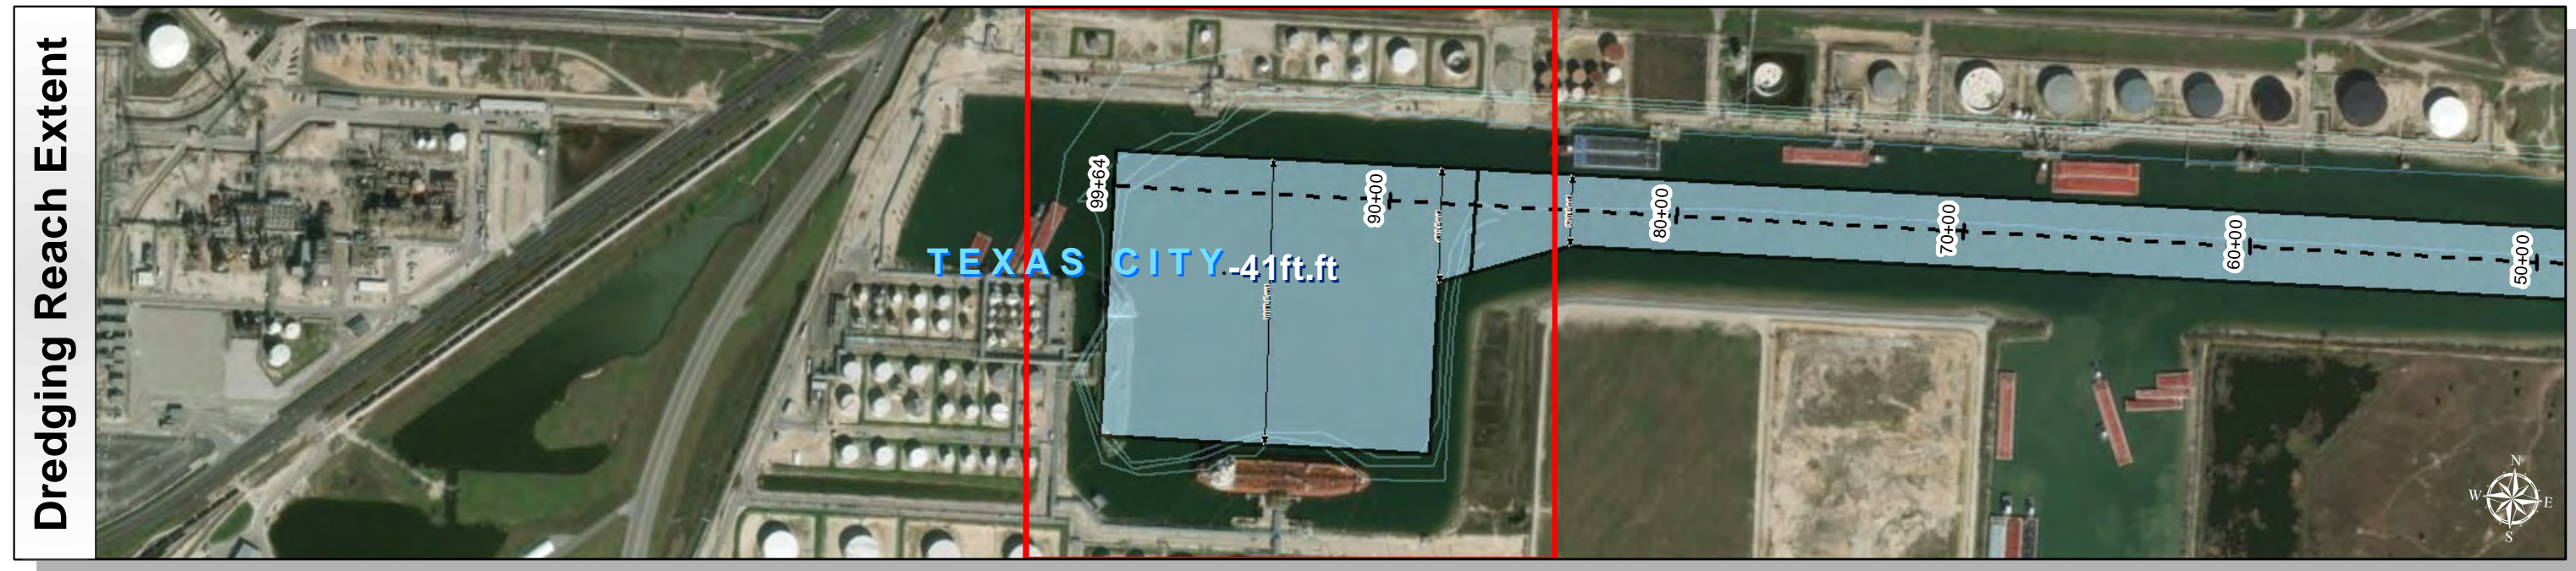 Dredging Reach Extent
99+64
90+00
80+00
70+00
60+00
50+00
TEXAS CITY
-41ft.ft
N
W
E
S